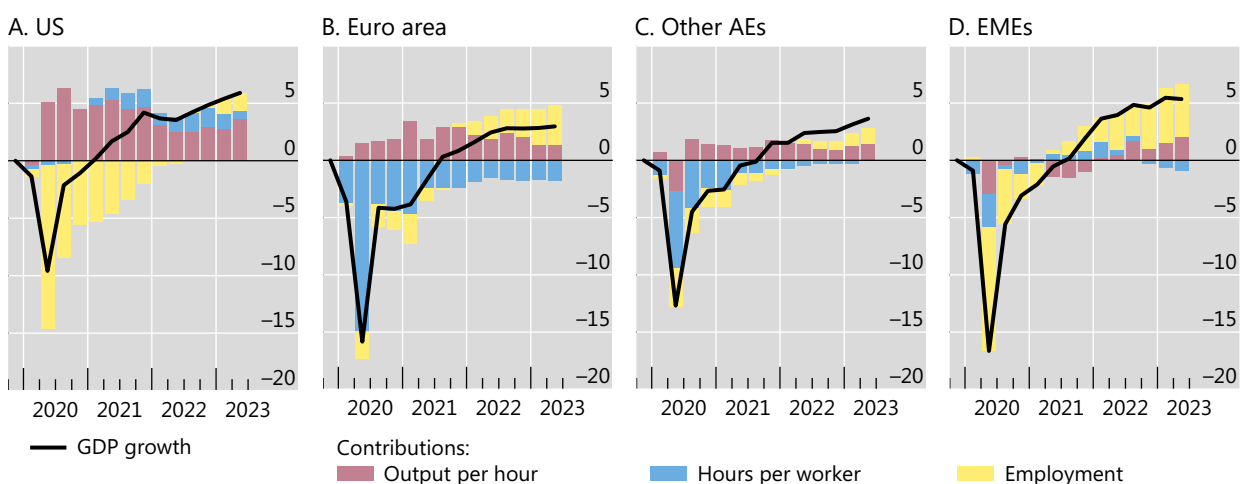 A. US
B. Euro area
C. Other AEs
D. EMEs
5
0
–5
–10
–15
–20
5
0
–5
–10
–15
–20
5
0
–5
–10
–15
–20
5
0
–5
–10
–15
–20
2020 2021 2022 2023
2020 2021 2022 2023
2020 2021 2022 2023
2020 2021 2022 2023
GDP growth
Contributions:
Output per hour
Hours per worker
Employment